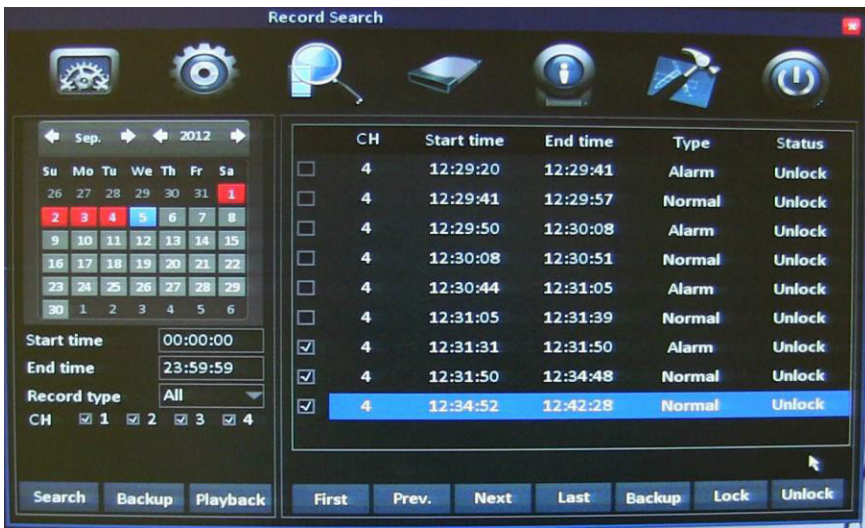 Record Search
Sep. 2012
Su Mo Tu We Th Fr Sa
26 27 28 29 30 31 1
2 3 4 5 6 7 8
9 10 11 12 13 14 15
16 17 18 19 20 21 22
23 24 25 26 27 28 29
30 1 2 3 4 5 6
Start time 00:00:00
End time 23:59:59
Record type All
CH 1 2 3 4
Search Backup Playback
CH Start time End time Type Status
4 12:29:20 12:29:41 Alarm Unlock
4 12:29:41 12:29:57 Normal Unlock
4 12:29:50 12:30:08 Alarm Unlock
4 12:30:08 12:30:51 Normal Unlock
4 12:30:44 12:31:05 Alarm Unlock
4 12:31:05 12:31:39 Normal Unlock
4 12:31:31 12:31:50 Alarm Unlock
4 12:31:50 12:34:48 Normal Unlock
4 12:34:52 12:42:28 Normal Unlock
First Prev. Next Last Backup Lock Unlock